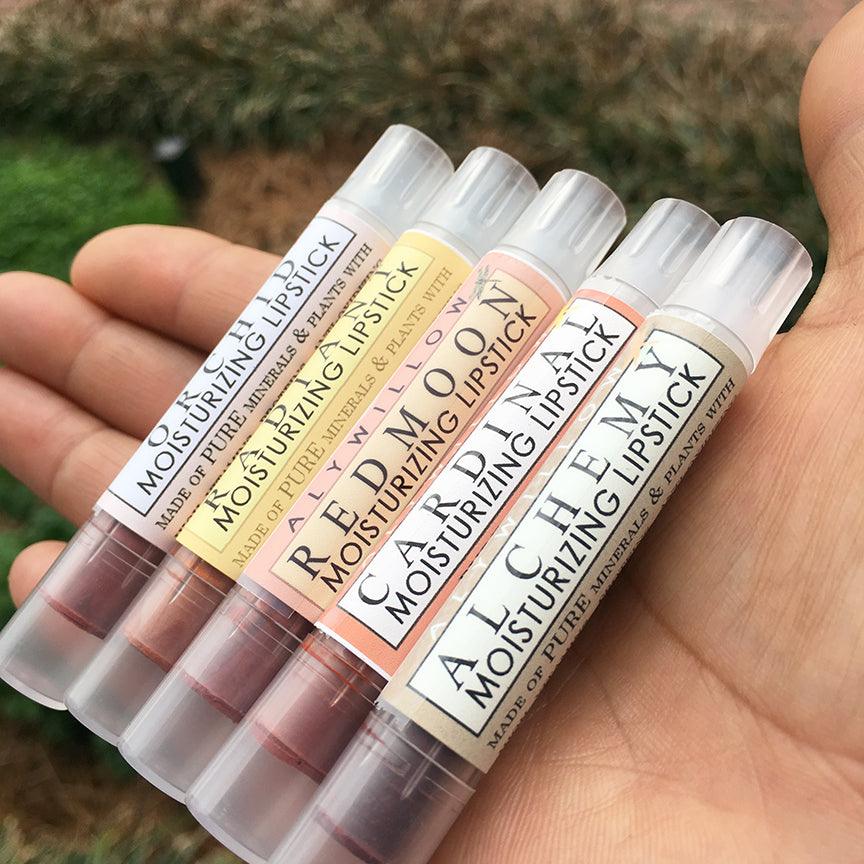 ORCHID
MOISTURIZING LIPSTICK
MADE OF PURE MINERALS & PLANTS WITH
RADIANT
MOISTURIZING LIPSTICK
MADE OF PURE MINERALS & PLANTS WITH
ALYWILLOW
REDMOON
MOISTURIZING LIPSTICK
CARDINAL
MOISTURIZING LIPSTICK
ALCHEMY
MOISTURIZING LIPSTICK
MADE OF PURE MINERALS & PLANTS WITH